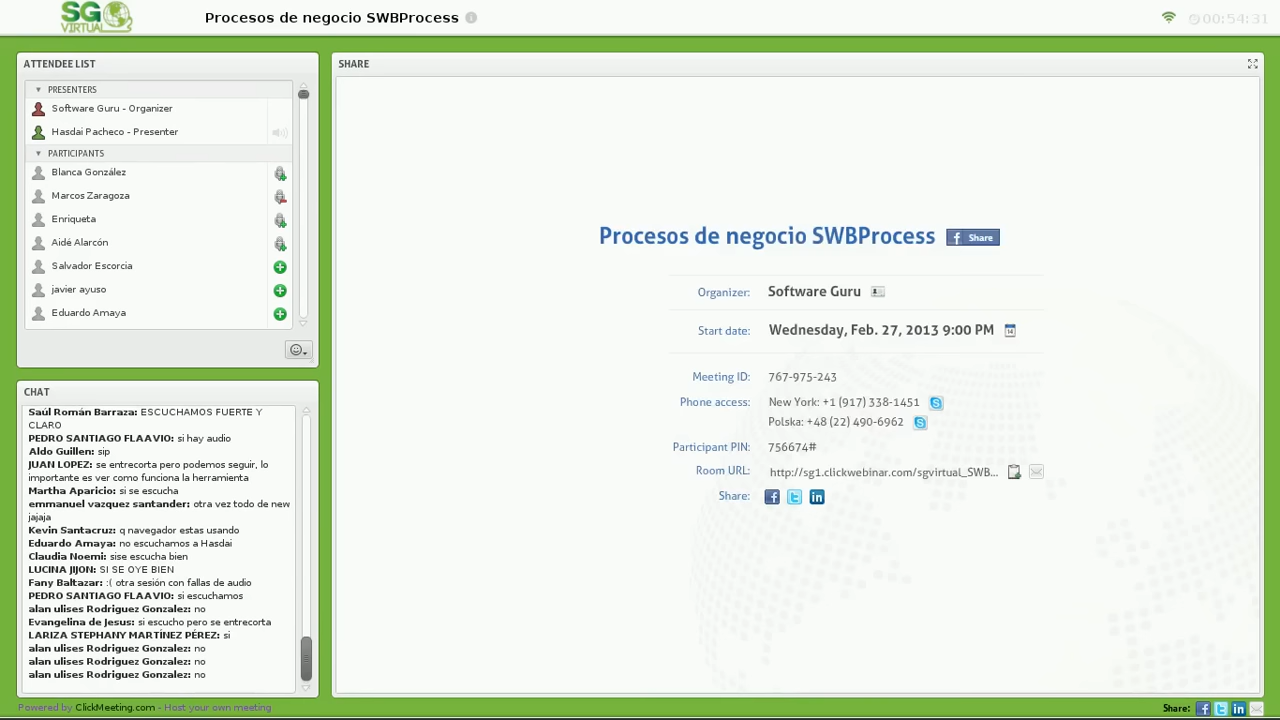 SG
VIRTUAL
Procesos de negocio SWBProcess
00:54:31
ATTENDEE LIST
PRESENTERS
Software Guru - Organizer
Hasdai Pacheco - Presenter
PARTICIPANTS
Blanca González
Marcos Zaragoza
Enriqueta
Aidé Alarcón
Salvador Escorcia
javier ayuso
Eduardo Amaya
CHAT
Saúl Román Barraza: ESCUCHAMOS FUERTE Y
CLARO
PEDRO SANTIAGO FLAAVIO: si hay audio
Aldo Guillen: sip
JUAN LOPEZ: se entrecorta pero podemos seguir, lo
importante es ver como funciona la herramienta
Martha Aparicio: si se escucha
emmanuel vazquez santander: otra vez todo de new
jajaja
Kevin Santacruz: q navegador estas usando
Eduardo Amaya: no escuchamos a Hasdai
Claudia Noemi: sise escucha bien
LUCINA JIJON: SI SE OYE BIEN
Fany Baltazar: :( otra sesión con fallas de audio
PEDRO SANTIAGO FLAAVIO: si escuchamos
alan ulises Rodriguez Gonzalez: no
Evangelina de Jesus: si escucho pero se entrecorta
LARIZA STEPHANY MARTÍNEZ PÉREZ: si
alan ulises Rodriguez Gonzalez: no
alan ulises Rodriguez Gonzalez: no
alan ulises Rodriguez Gonzalez: no
SHARE
Procesos de negocio SWBProcess
f Share
Organizer: Software Guru
Start date: Wednesday, Feb. 27, 2013 9:00 PM
14
Meeting ID: 767-975-243
Phone access: New York: +1 (917) 338-1451
Polska: +48 (22) 490-6962
Participant PIN: 756674#
Room URL: http://sg1.clickwebinar.com/sgvirtual_SWB...
Share:
Powered by ClickMeeting.com - Host your own meeting
Share: